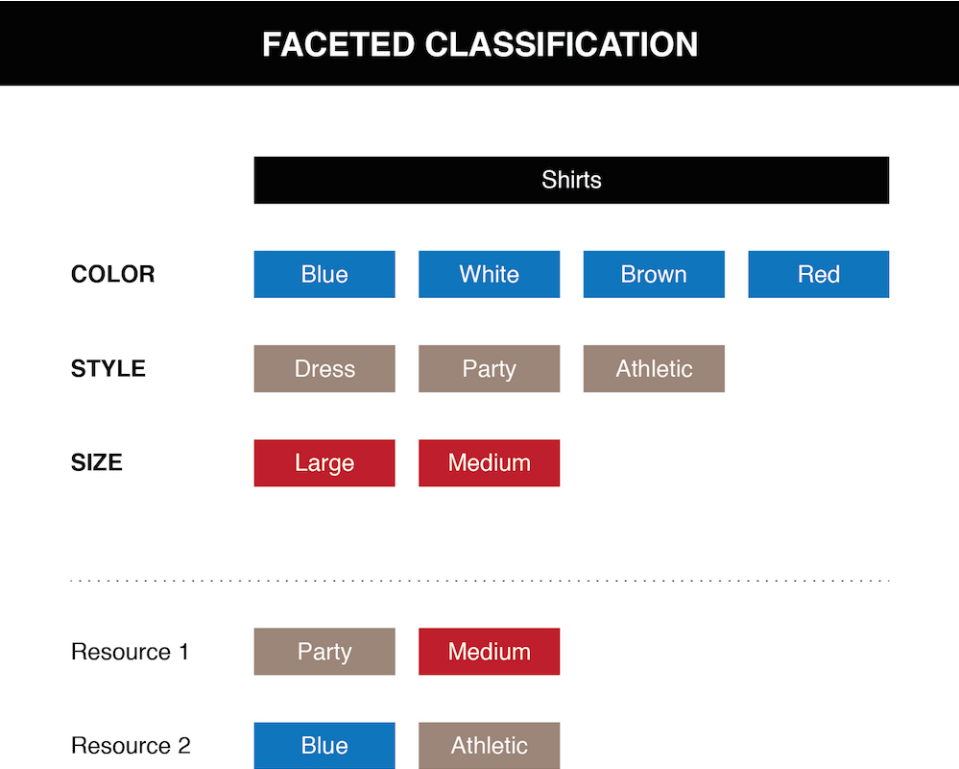 FACETED CLASSIFICATION
Shirts
COLOR Blue White Brown Red
STYLE Dress Party Athletic
SIZE Large Medium
Resource 1 Party Medium
Resource 2 Blue Athletic